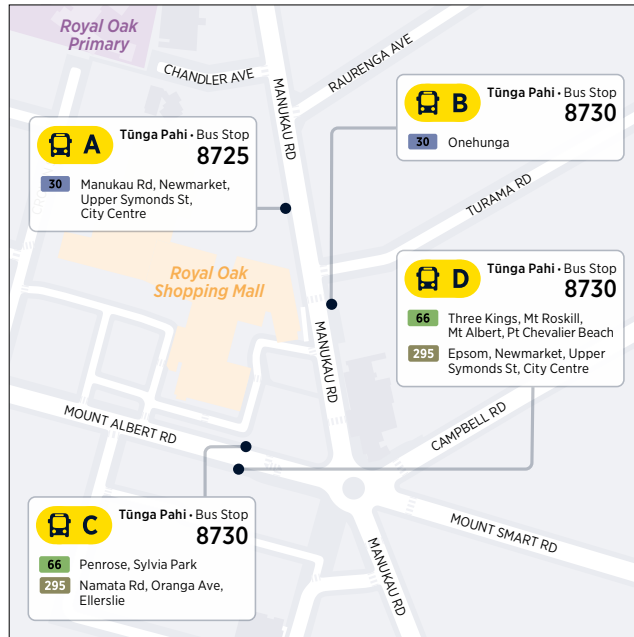 Royal Oak
Primary
CHANDLER AVE
MANUKAU RD
RAURENGA AVE
A
Tūnga Pahi • Bus Stop
8725
30 Manukau Rd, Newmarket,
Upper Symonds St,
City Centre
B
Tūnga Pahi • Bus Stop
8730
30 Onehunga
TURAMA RD
Royal Oak
Shopping Mall
MANUKAU RD
D
Tūnga Pahi • Bus Stop
8730
66 Three Kings, Mt Roskill,
Mt Albert, Pt Chevalier Beach
295 Epsom, Newmarket, Upper
Symonds St, City Centre
MOUNT ALBERT RD
CAMPBELL RD
C
Tūnga Pahi • Bus Stop
8730
66 Penrose, Sylvia Park
295 Namata Rd, Oranga Ave,
Ellerslie
MOUNT SMART RD
MANUKAU RD